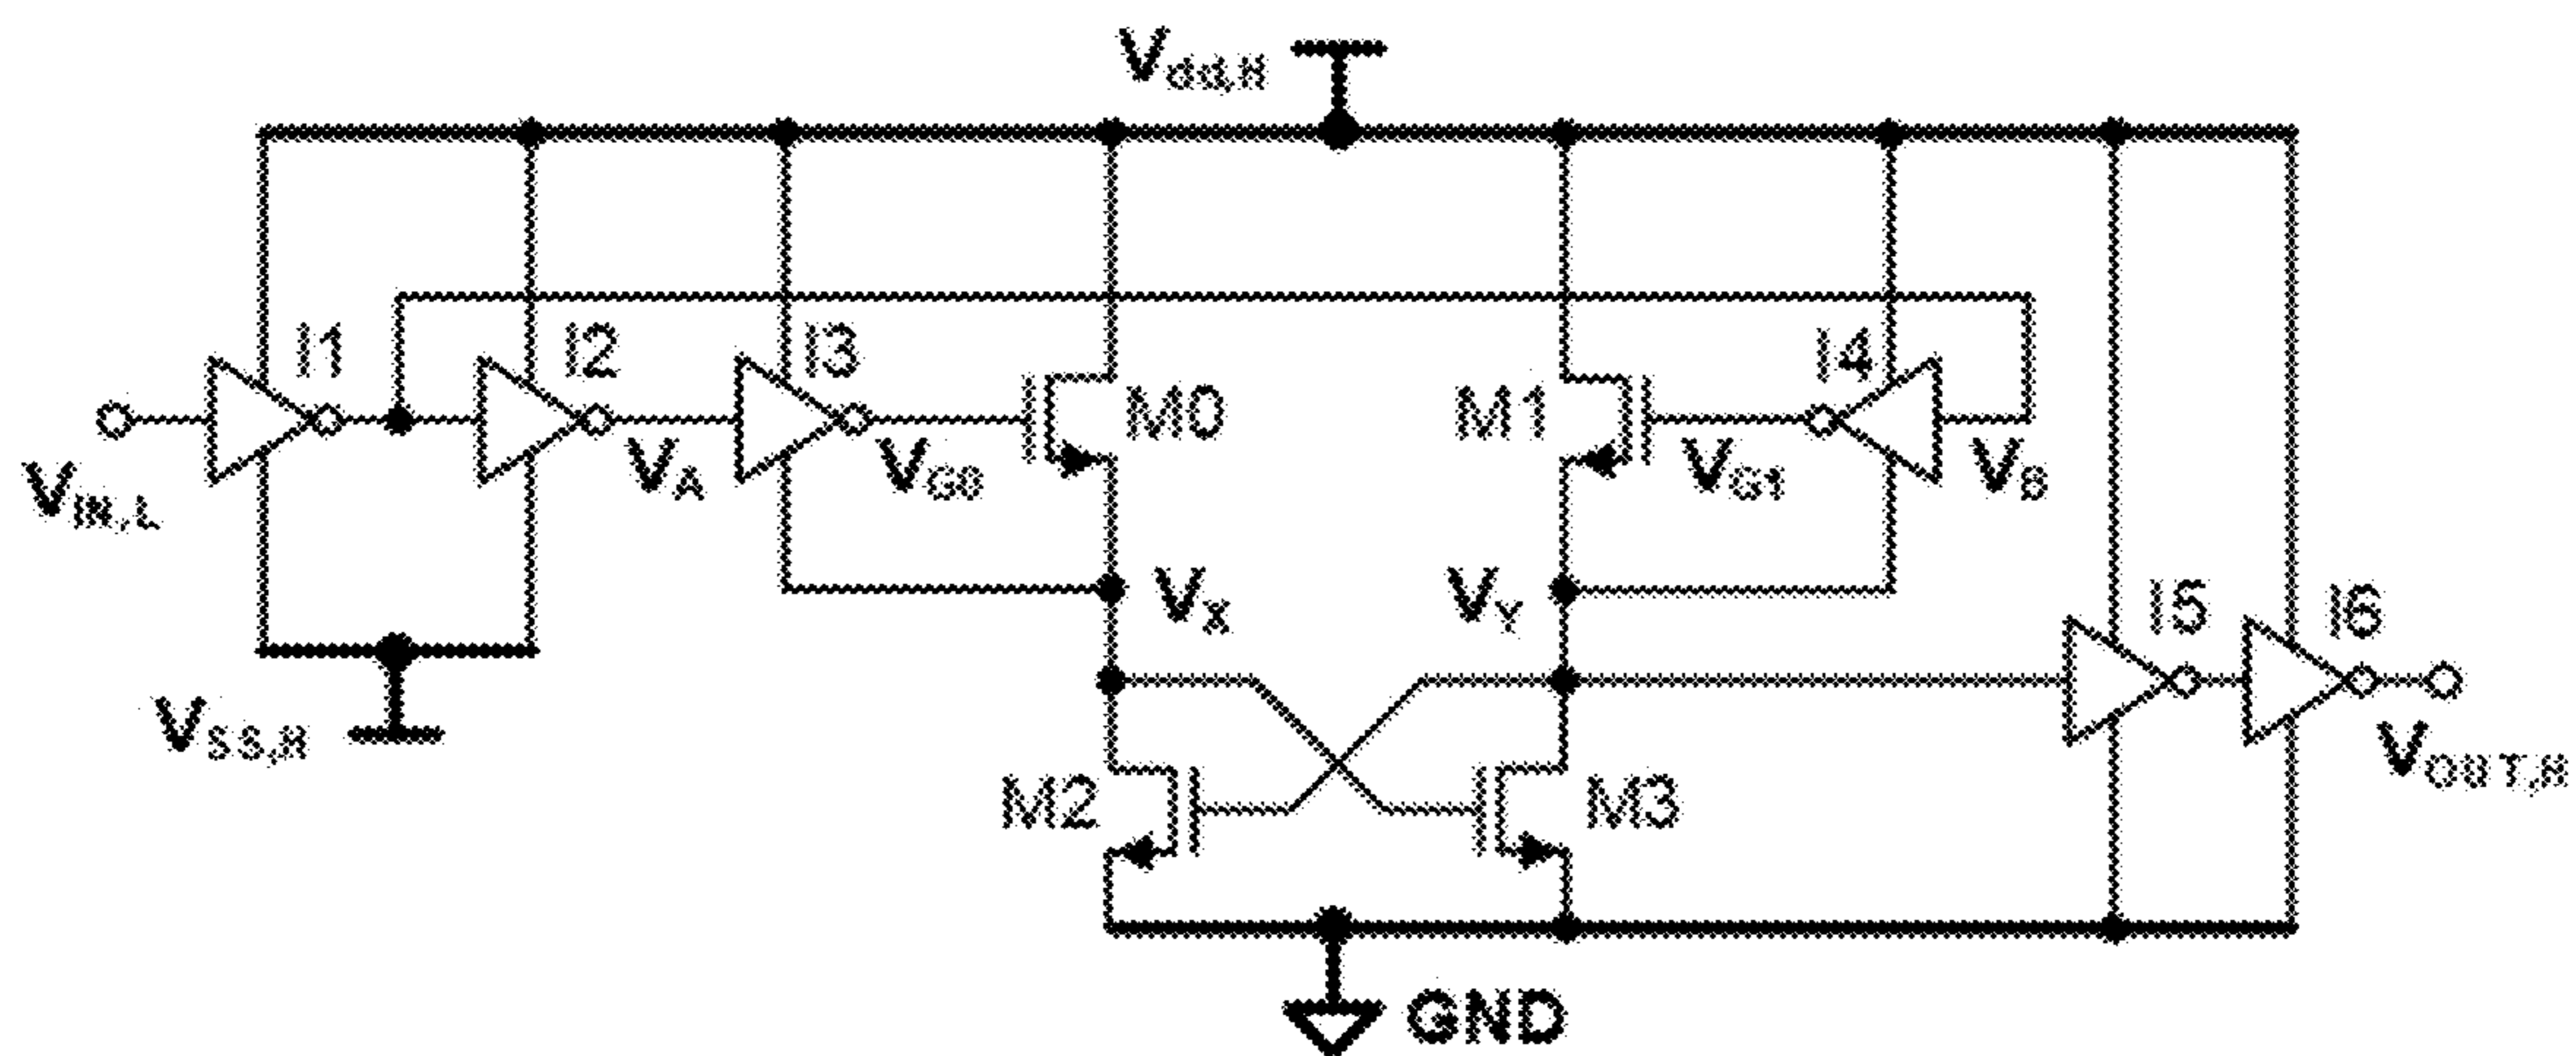 Vdd,H
I1
I2
I3
M0
M1
I4
VIN,L
VA
VG0
VG1
VB
VX
VY
I5
I6
VSS,H
M2
M3
VOUT,H
GND